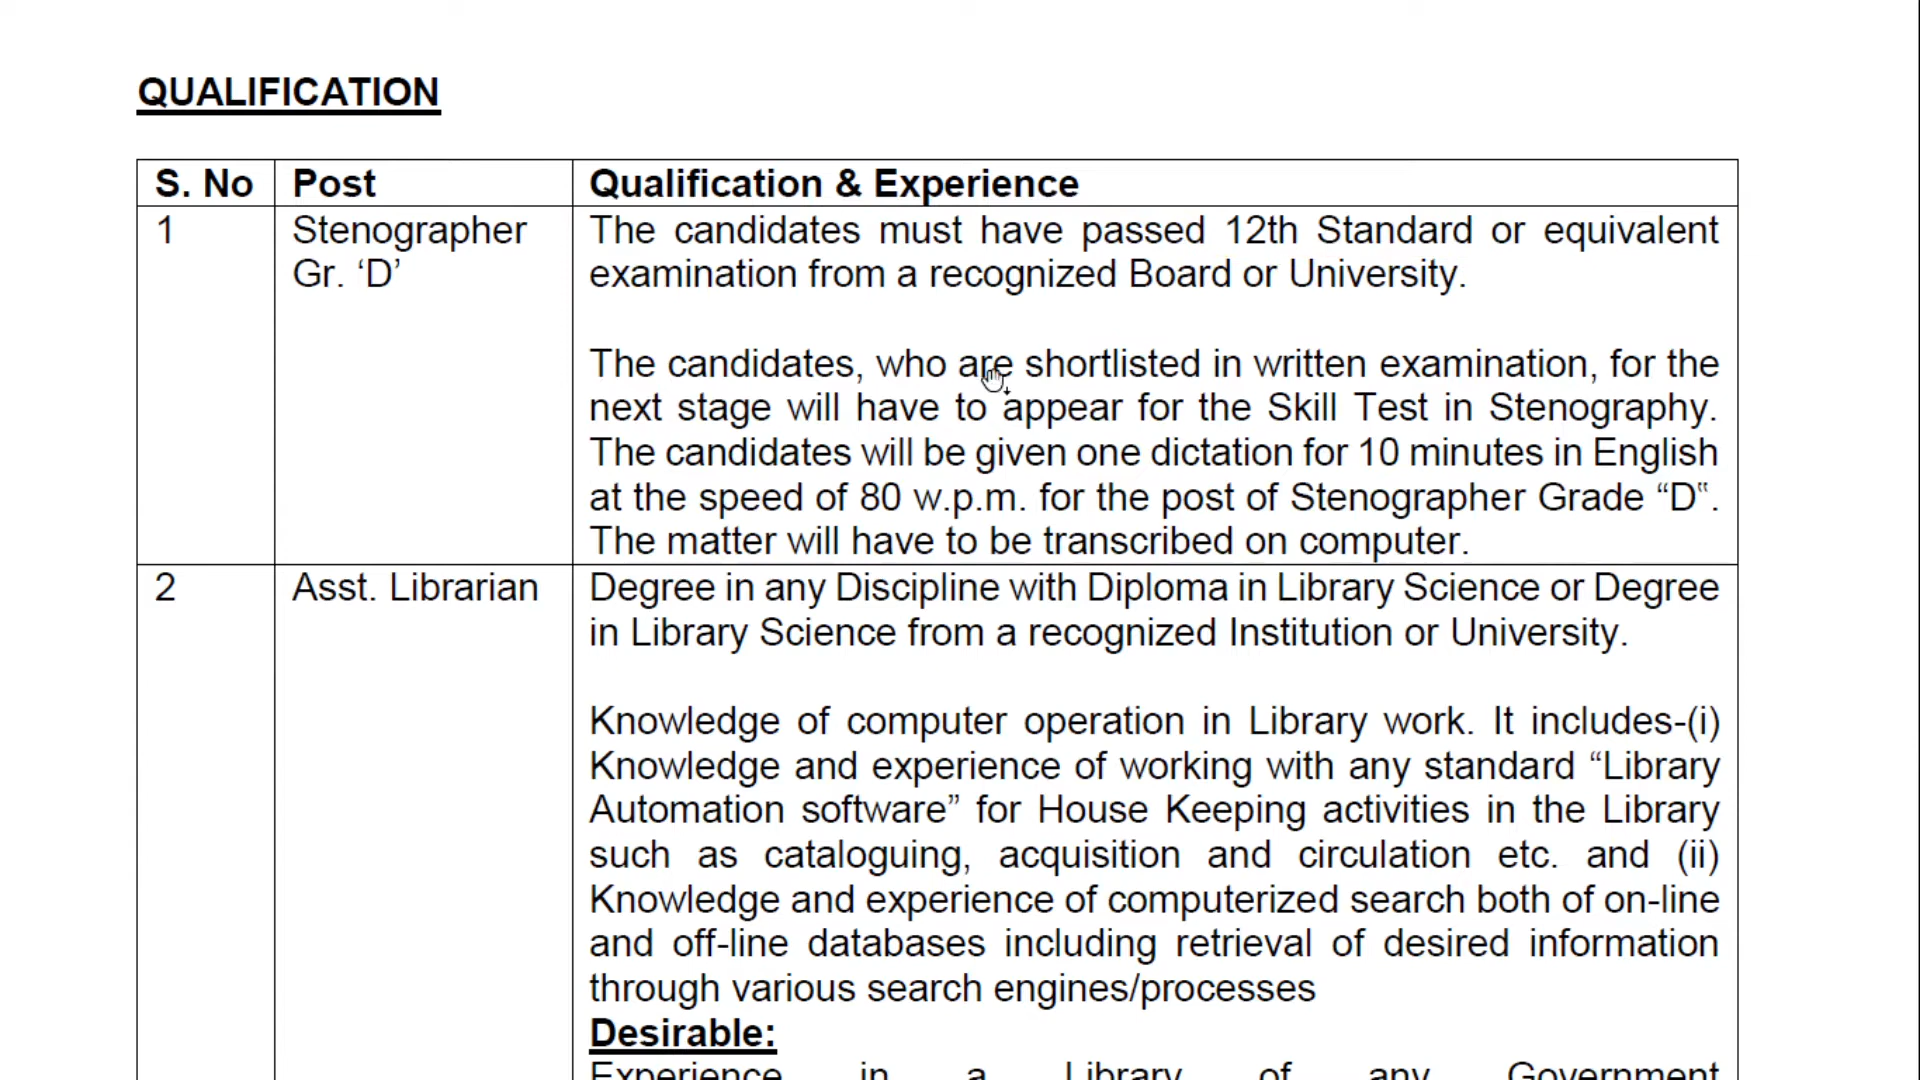 QUALIFICATION
S. No Post Qualification & Experience
1 Stenographer The candidates must have passed 12th Standard or equivalent
Gr. ‘D’ examination from a recognized Board or University.
The candidates, who are shortlisted in written examination, for the
next stage will have to appear for the Skill Test in Stenography.
The candidates will be given one dictation for 10 minutes in English
at the speed of 80 w.p.m. for the post of Stenographer Grade “D‟.
The matter will have to be transcribed on computer.
2 Asst. Librarian Degree in any Discipline with Diploma in Library Science or Degree
in Library Science from a recognized Institution or University.
Knowledge of computer operation in Library work. It includes-(i)
Knowledge and experience of working with any standard “Library
Automation software” for House Keeping activities in the Library
such as cataloguing, acquisition and circulation etc. and (ii)
Knowledge and experience of computerized search both of on-line
and off-line databases including retrieval of desired information
through various search engines/processes
Desirable:
Experience in a Library of any Government